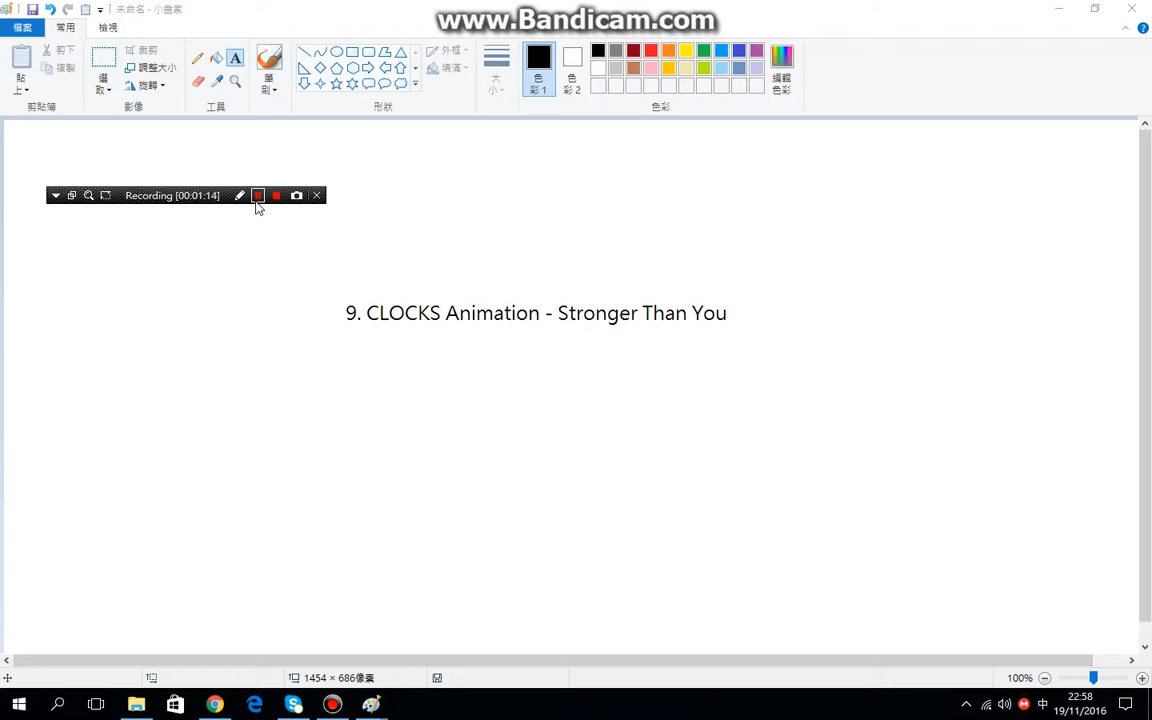 未命名 - 小畫家
www.Bandicam.com
檔案
常用
檢視
貼上
剪下
複製
剪貼簿
選取
裁剪
調整大小
旋轉
影像
A
工具
筆刷
外框
填滿
形狀
大小
色彩 1
色彩 2
編輯色彩
色彩
Recording [00:01:14]
9. CLOCKS Animation - Stronger Than You
1454 × 686像素
100%
中
22:58
19/11/2016